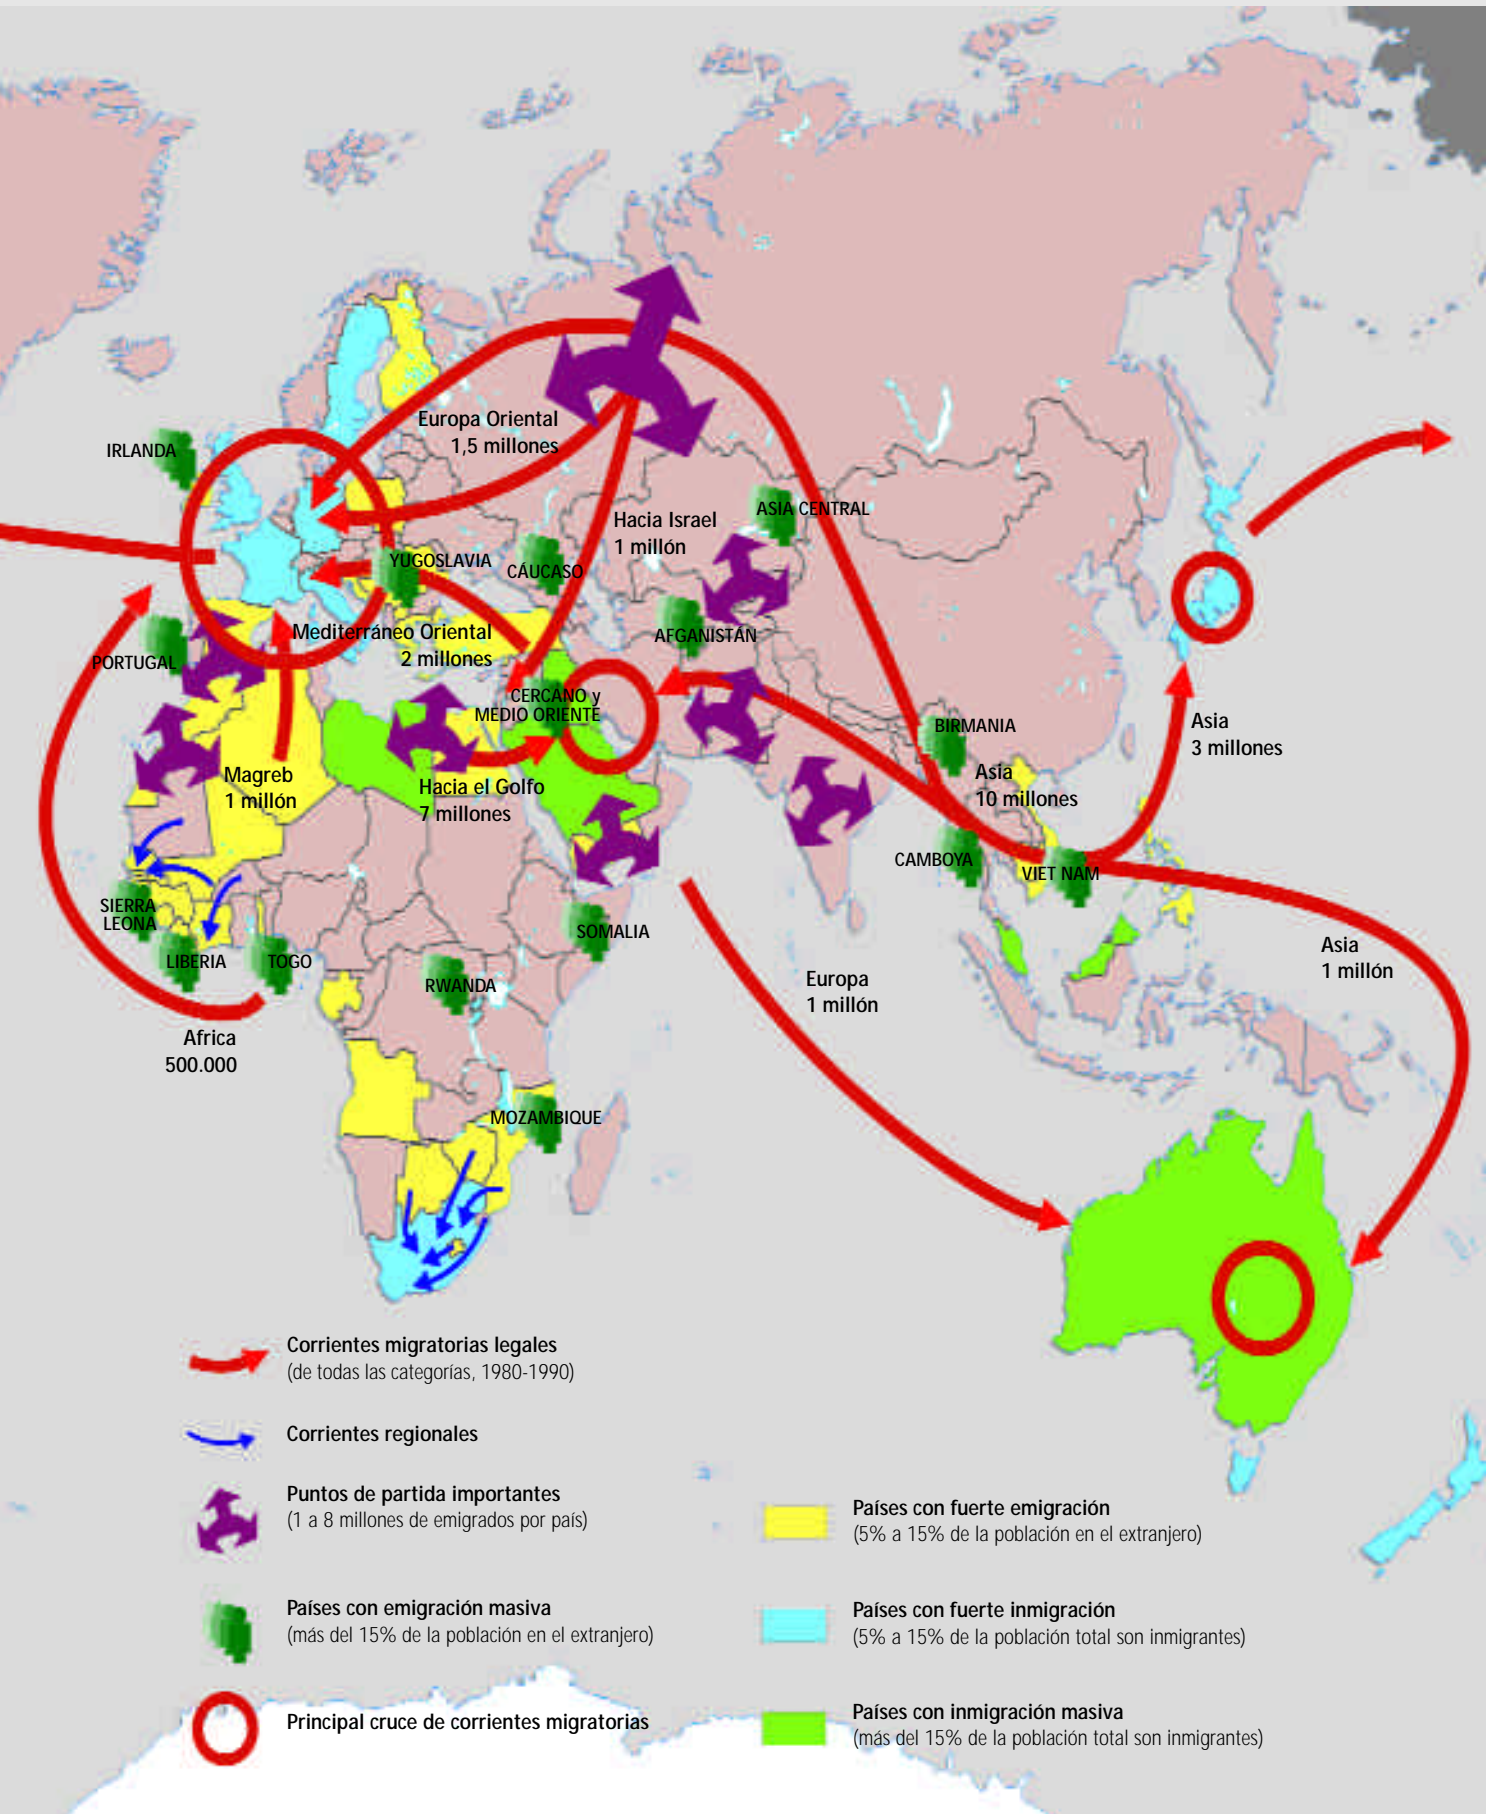 Europa Oriental
1,5 millones
IRLANDA
Hacia Israel
1 millón
ASIA CENTRAL
YUGOSLAVIA
CÁUCASO
Mediterráneo Oriental
2 millones
AFGANISTÁN
PORTUGAL
CERCANO y
MEDIO ORIENTE
BIRMANIA
Asia
3 millones
Magreb
1 millón
Hacia el Golfo
7 millones
Asia
10 millones
CAMBOYA
VIET NAM
SIERRA
LEONA
LIBERIA
TOGO
SOMALIA
RWANDA
Europa
1 millón
Asia
1 millón
Africa
500.000
MOZAMBIQUE
Corrientes migratorias legales
(de todas las categorías, 1980-1990)
Corrientes regionales
Puntos de partida importantes
(1 a 8 millones de emigrados por país)
Países con emigración masiva
(más del 15% de la población en el extranjero)
Principal cruce de corrientes migratorias
Países con fuerte emigración
(5% a 15% de la población en el extranjero)
Países con fuerte inmigración
(5% a 15% de la población total son inmigrantes)
Países con inmigración masiva
(más del 15% de la población total son inmigrantes)